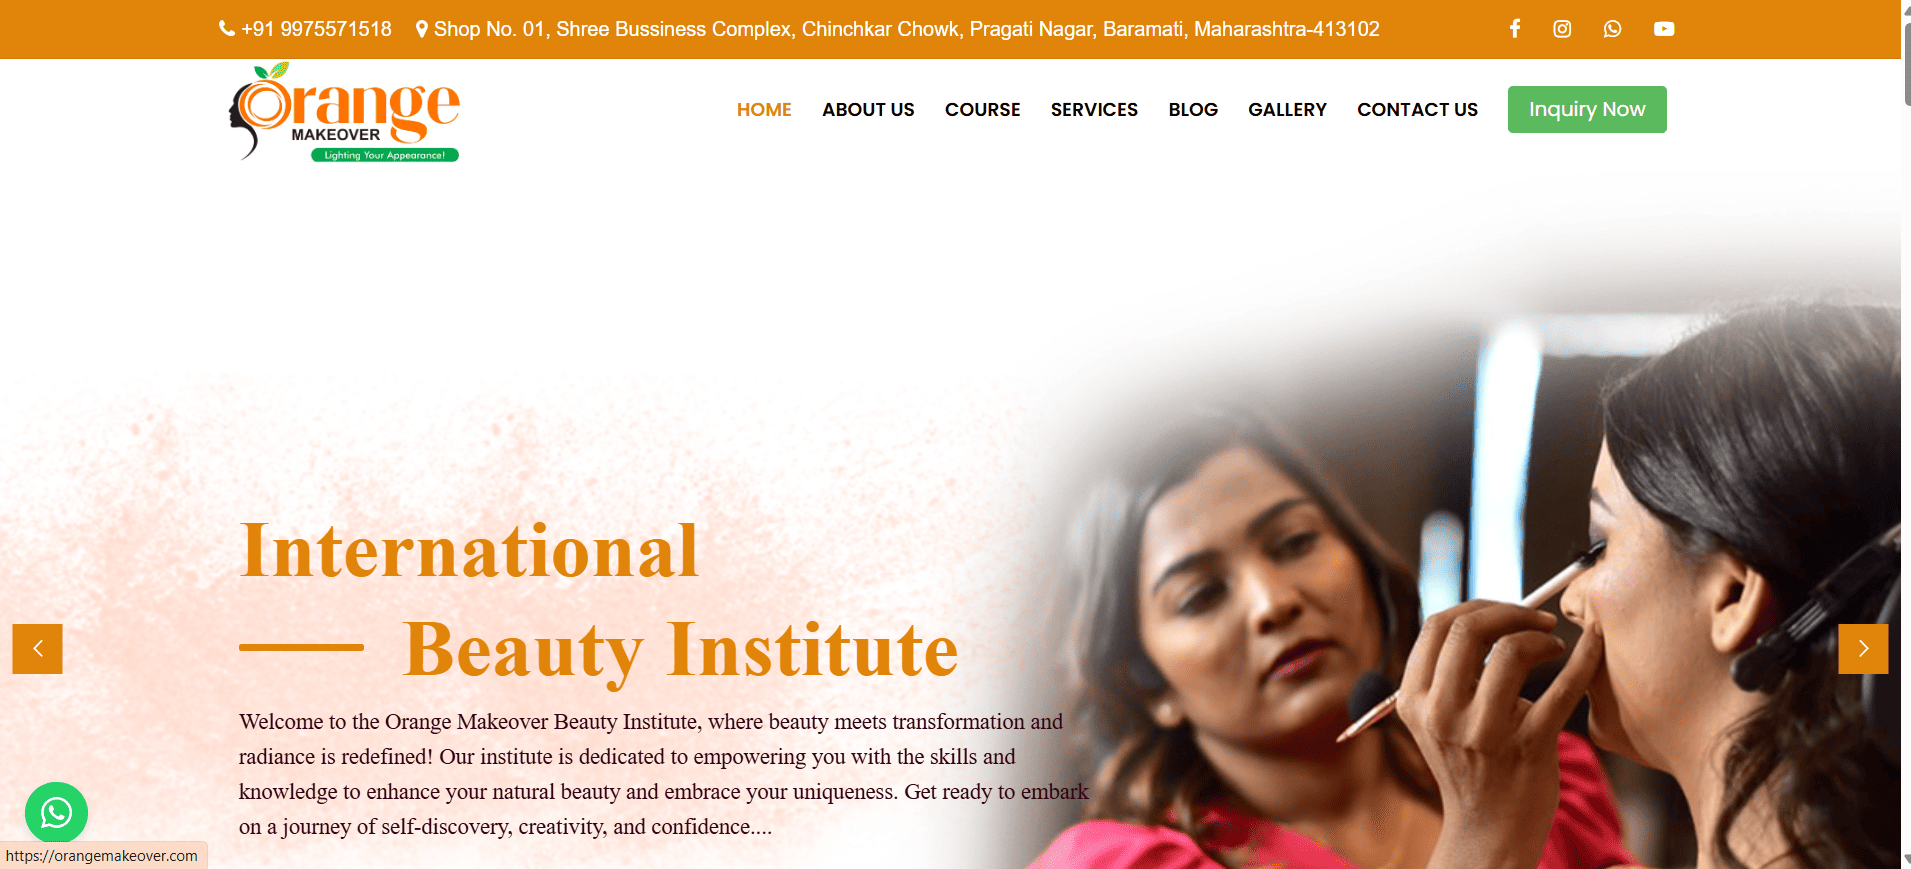 +91 9975571518 Shop No. 01, Shree Bussiness Complex, Chinchkar Chowk, Pragati Nagar, Baramati, Maharashtra-413102
Orange
MAKEOVER
Lighting Your Appearance!
HOME ABOUT US COURSE SERVICES BLOG GALLERY CONTACT US Inquiry Now
International
Beauty Institute
Welcome to the Orange Makeover Beauty Institute, where beauty meets transformation and
radiance is redefined! Our institute is dedicated to empowering you with the skills and
knowledge to enhance your natural beauty and embrace your uniqueness. Get ready to embark
on a journey of self-discovery, creativity, and confidence....
https://orangemakeover.com